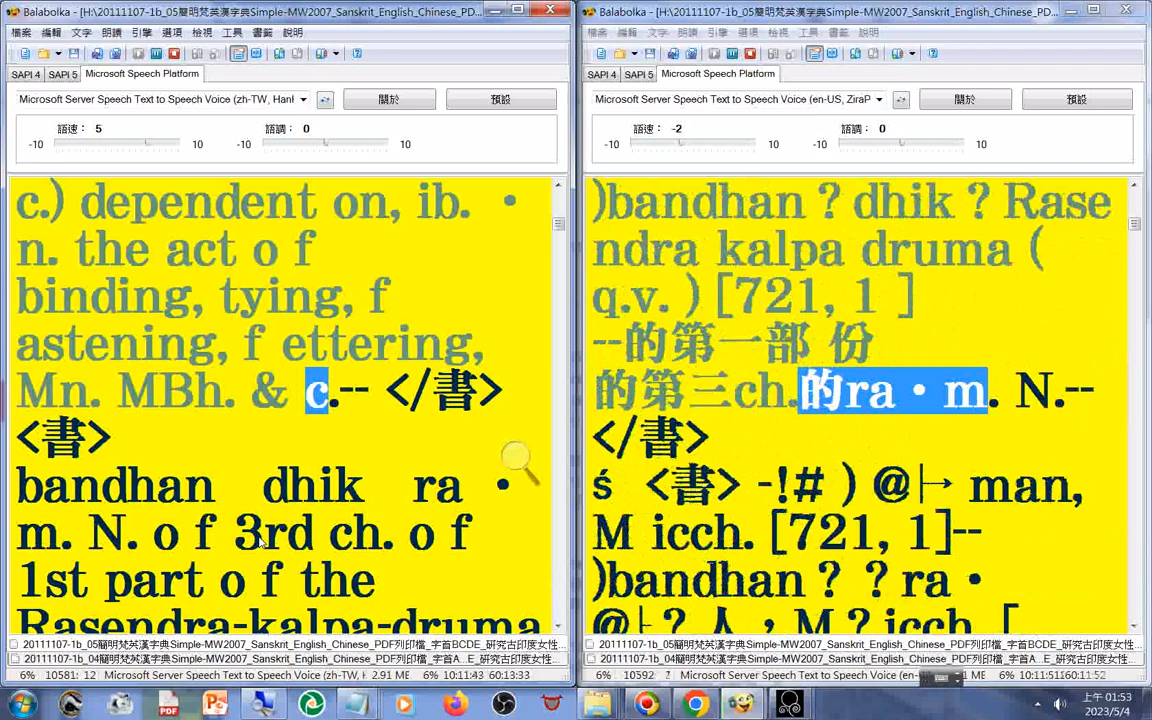 Balabolka - [H:\20111107-1b_05簡明梵英漢字典Simple-MW2007_Sanskrit_English_Chinese_PD...
檔案 編輯 文字 朗讀 引擎 選項 檢視 工具 書籤 說明
SAPI 4 SAPI 5 Microsoft Speech Platform
Microsoft Server Speech Text to Speech Voice (zh-TW, Hanl 關於 預設
語速： 5 語調： 0
-10 10 -10 10
c.) dependent on, ib. •
n. the act o f
binding, tying, f
astening, f ettering,
Mn. MBh. & c.-- </書>
<書>
bandhan dhik ra •
m. N. o f 3rd ch. o f
1st part o f the
Rasendra-kalpa-druma
20111107-1b_05簡明梵英漢字典Simple-MW2007_Sanskrit_English_Chinese_PDF列印檔_字首BCDE_研究古印度女性...
20111107-1b_04簡明梵英漢字典Simple-MW2007_Sanskrit_English_Chinese_PDF列印檔_字首A...E_研究古印度女性...
6% 10581: 12 Microsoft Server Speech Text to Speech Voice (zh-TW, H 2.91 ME 6% 10:11:43 60:13:33
Balabolka - [H:\20111107-1b_05簡明梵英漢字典Simple-MW2007_Sanskrit_English_Chinese_PD...
檔案 編輯 文字 朗讀 引擎 選項 檢視 工具 書籤 說明
SAPI 4 SAPI 5 Microsoft Speech Platform
Microsoft Server Speech Text to Speech Voice (en-US, ZiraP 關於 預設
語速： -2 語調： 0
-10 10 -10 10
)bandhan ? dhik ? Rase
ndra kalpa druma (
q.v. ) [721, 1 ]
--的第一部 份
的第三ch.的ra • m. N.--
</書>
ś <書> -!# ) @├→ man,
M icch. [721, 1]--
)bandhan ? ? ra •
@├ ? 人，M ? icch [
20111107-1b_05簡明梵英漢字典Simple-MW2007_Sanskrit_English_Chinese_PDF列印檔_字首BCDE_研究古印度女性...
20111107-1b_04簡明梵英漢字典Simple-MW2007_Sanskrit_English_Chinese_PDF列印檔_字首A...E_研究古印度女性...
6% 10592 Microsoft Server Speech Text to Speech Voice (en-US, Z ME 6% 10:11:51 60:11:52
PDF
上午 01:53
2023/5/4